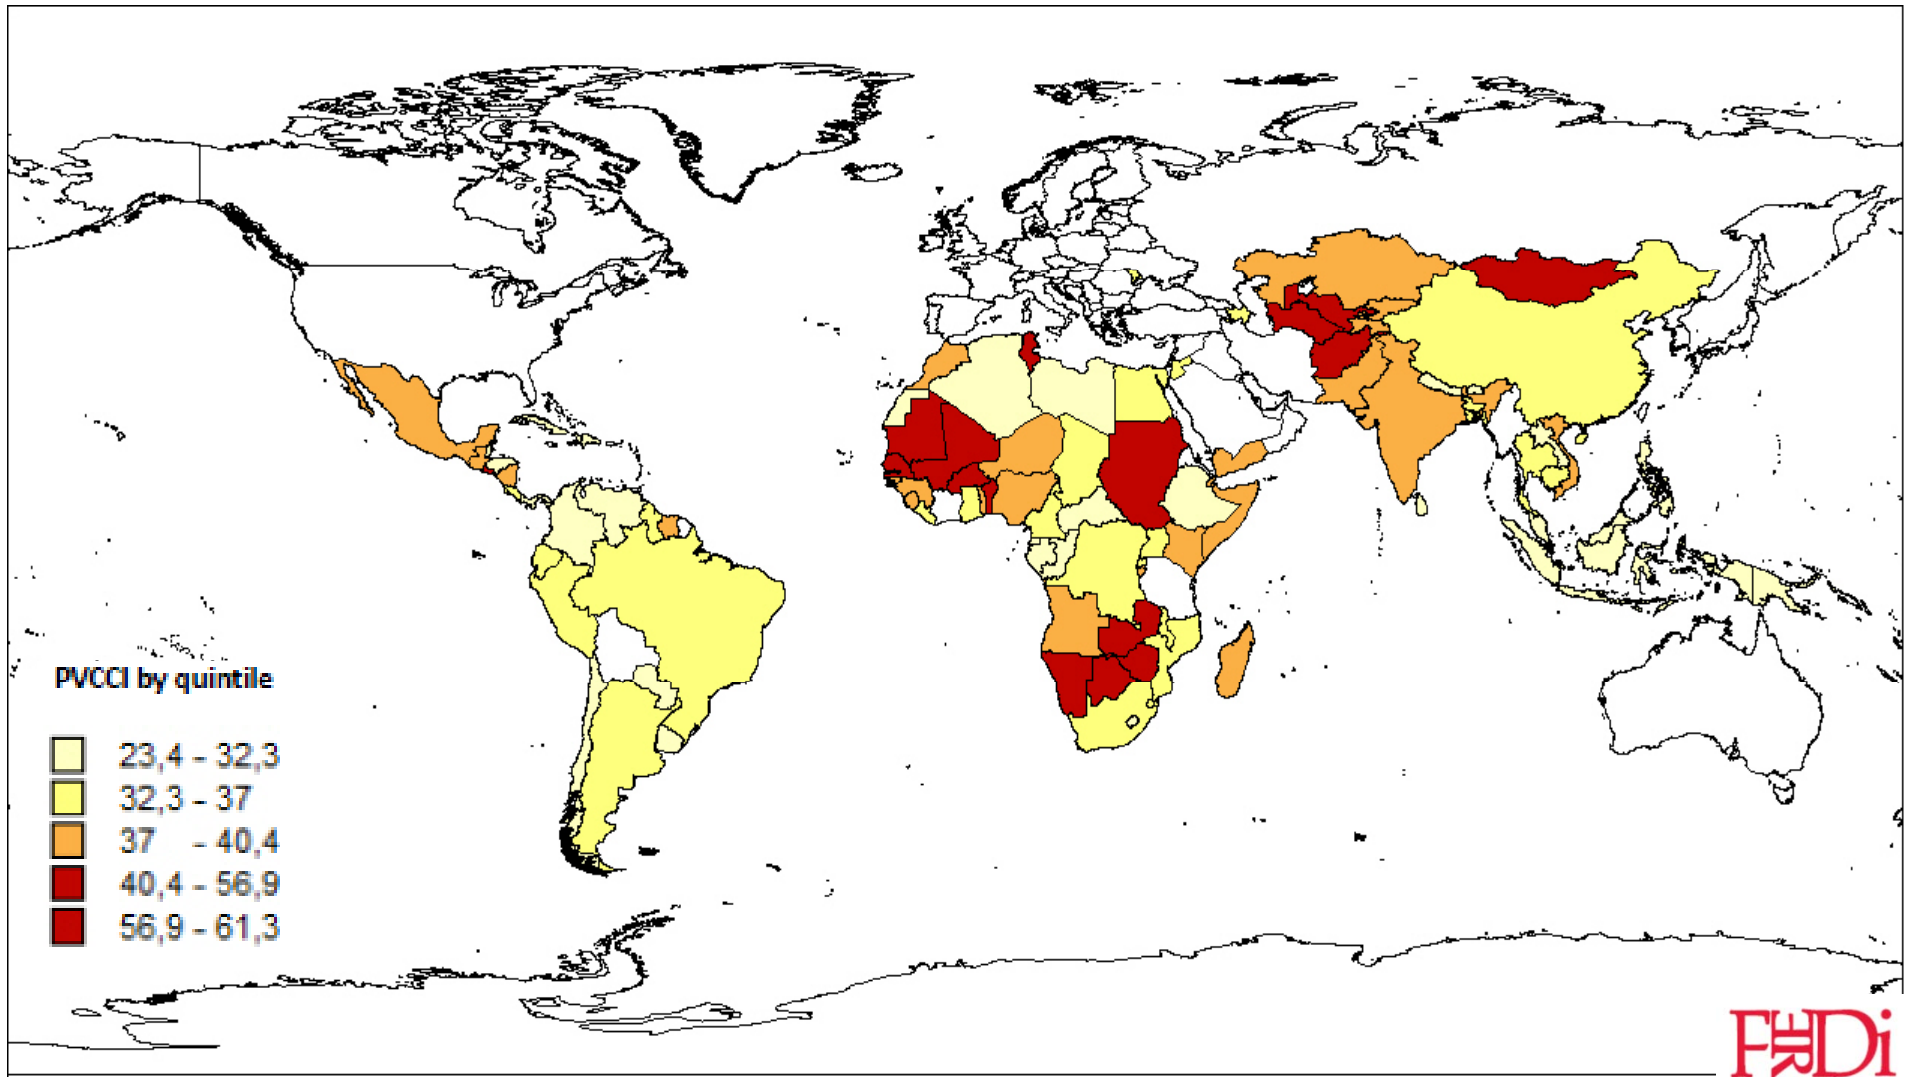 PVCCI by quintile
23,4 - 32,3
32,3 - 37
37 - 40,4
40,4 - 56,9
56,9 - 61,3
FERDi